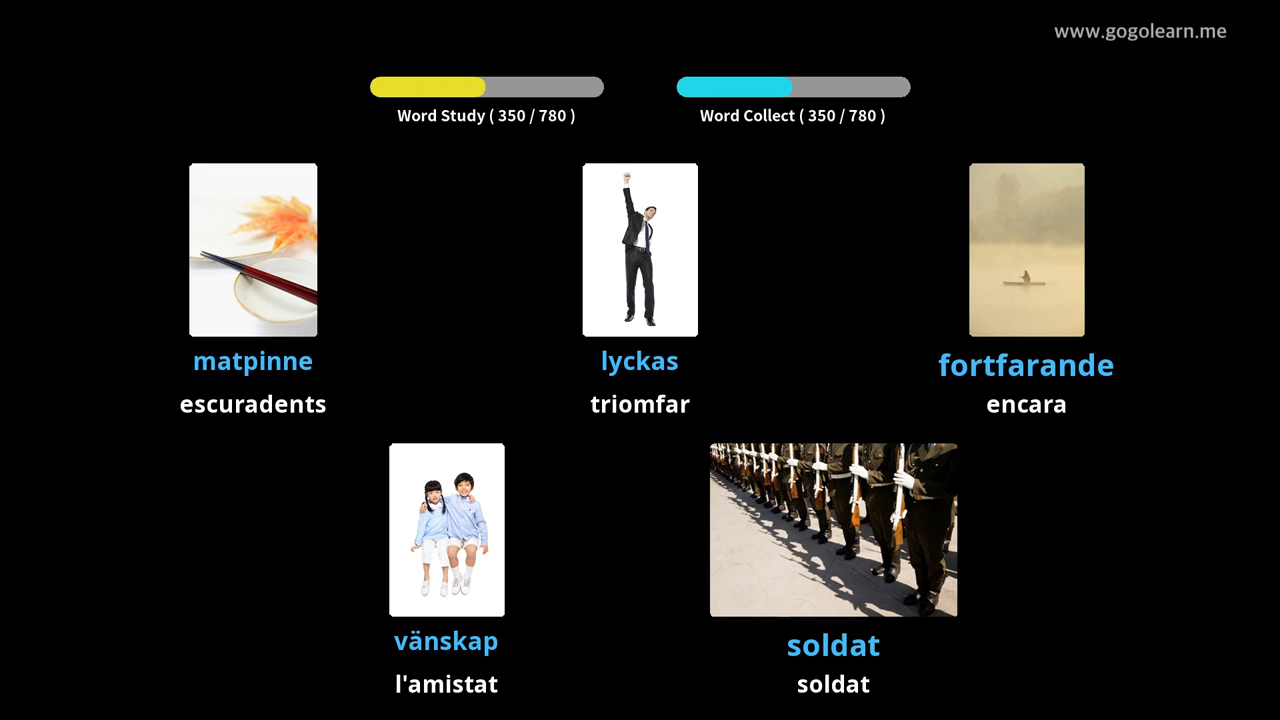 www.gogolearn.me
Word Study ( 350 / 780 )
Word Collect ( 350 / 780 )
matpinne
escuradents
lyckas
triomfar
fortfarande
encara
vänskap
l'amistat
soldat
soldat